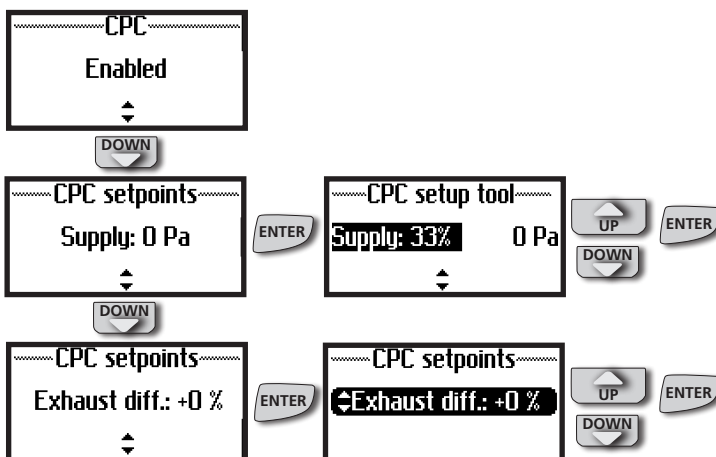 CPC
Enabled
DOWN
CPC setpoints
Supply: 0 Pa
ENTER
CPC setup tool
Supply: 33% 0 Pa
UP
DOWN
ENTER
DOWN
CPC setpoints
Exhaust diff.: +0 %
ENTER
CPC setpoints
Exhaust diff.: +0 %
UP
DOWN
ENTER